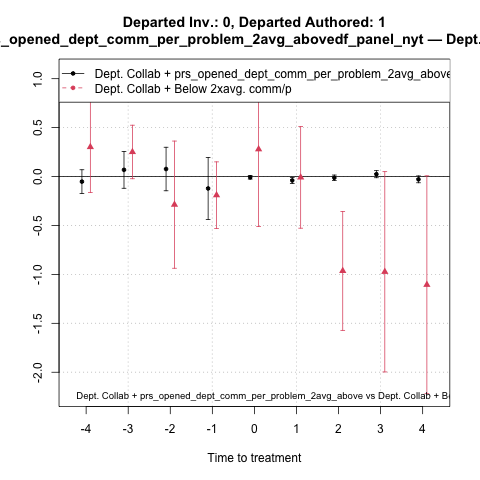 Departed Inv.: 0, Departed Authored: 1
s_opened_dept_comm_per_problem_2avg_abovedf_panel_nyt — Dept.
Dept. Collab + prs_opened_dept_comm_per_problem_2avg_above
Dept. Collab + Below 2xavg. comm/p
1.0
0.5
0.0
-0.5
-1.0
-1.5
-2.0
Dept. Collab + prs_opened_dept_comm_per_problem_2avg_above vs Dept. Collab + Be
-4 -3 -2 -1 0 1 2 3 4
Time to treatment